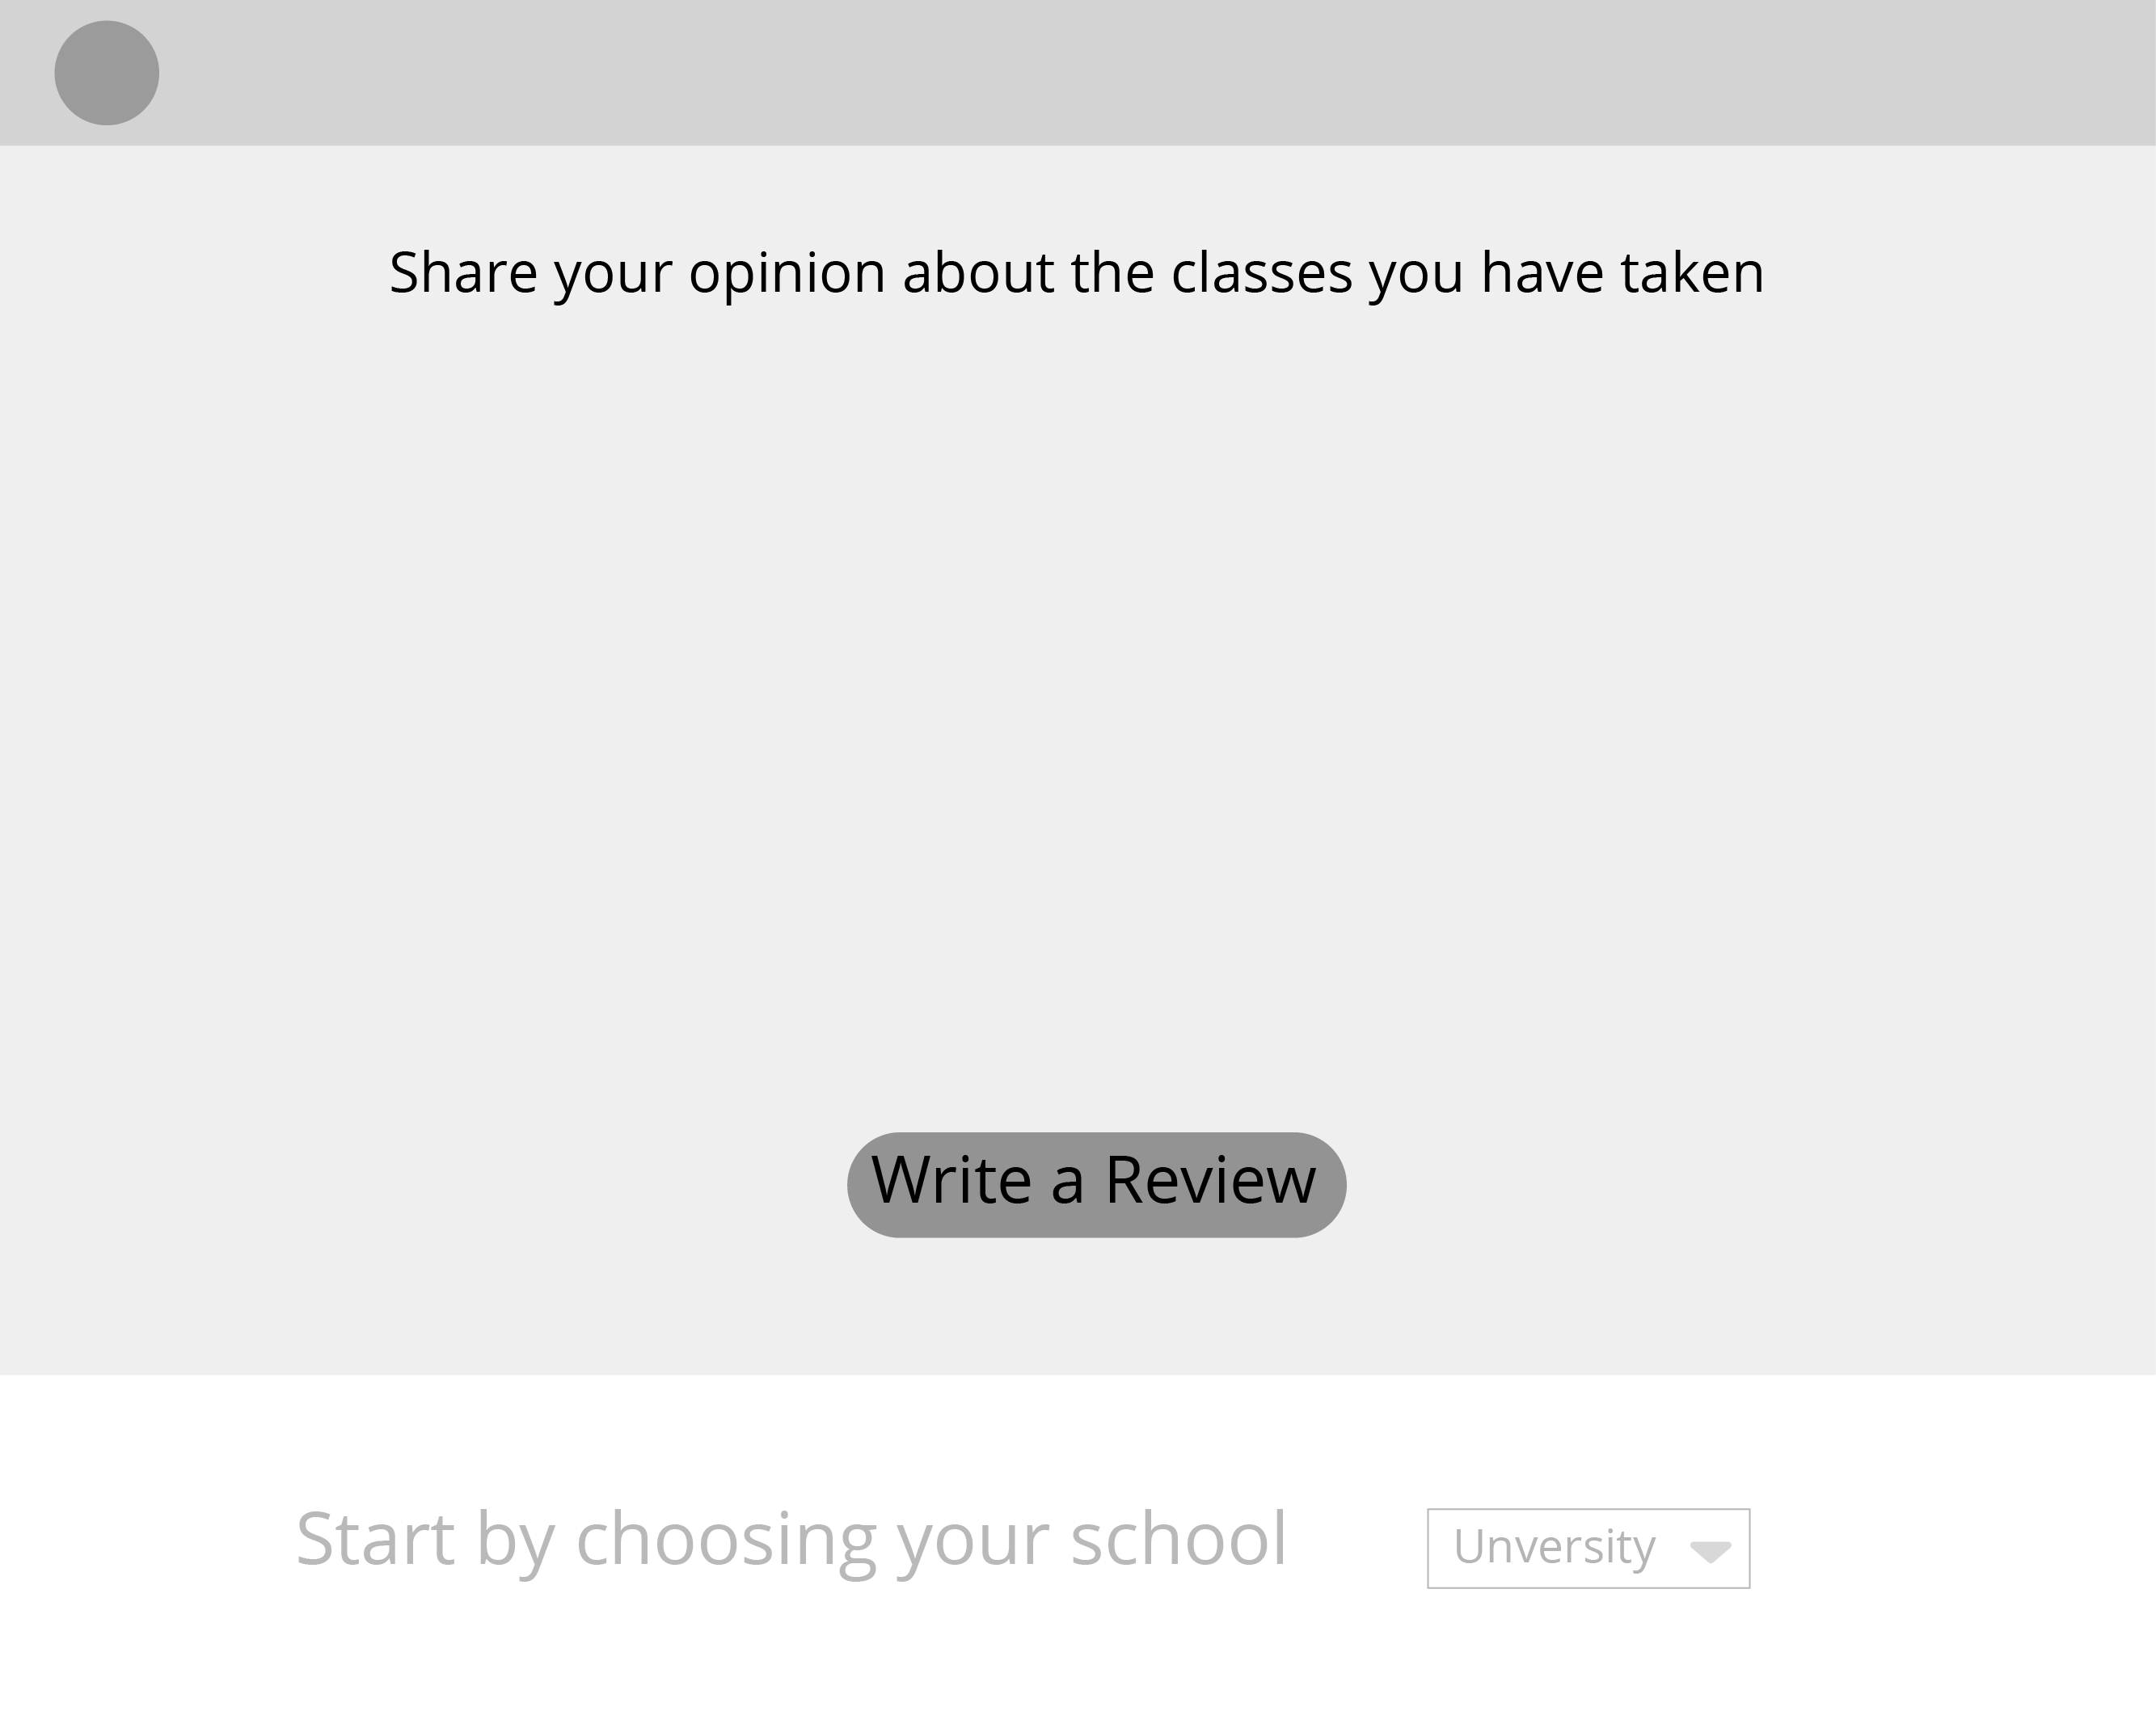 Share your opinion about the classes you have taken
Write a Review
Start by choosing your school
Unversity